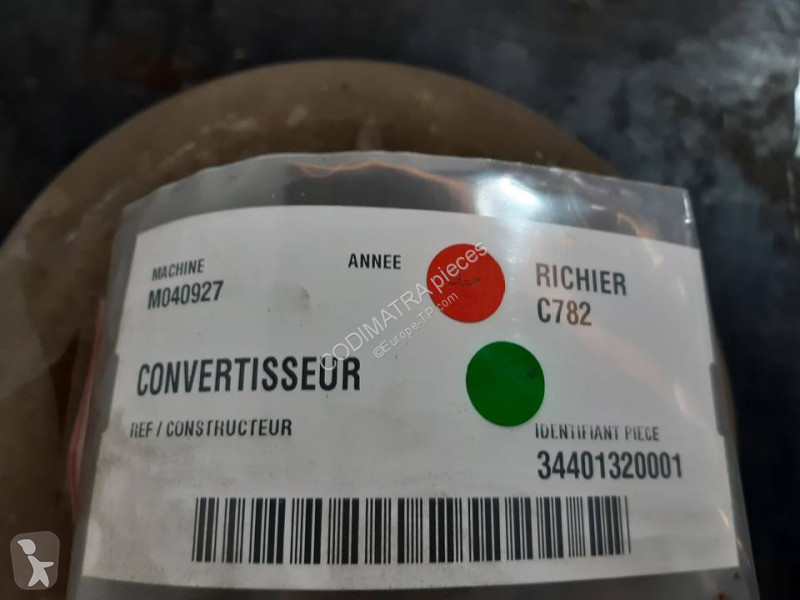 MACHINE
M040927
ANNEE
RICHIER
C782
CODIMATRA pieces
©Europe-TP.com
CONVERTISSEUR
REF / CONSTRUCTEUR
IDENTIFIANT PIECE
34401320001